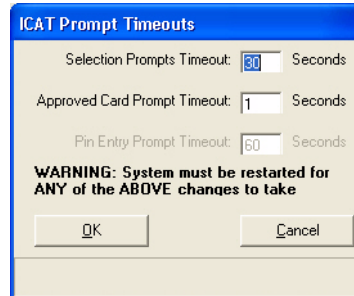 ICAT Prompt Timeouts
Selection Prompts Timeout: 30 Seconds
Approved Card Prompt Timeout: 1 Seconds
Pin Entry Prompt Timeout: 60 Seconds
WARNING: System must be restarted for
ANY of the ABOVE changes to take
OK Cancel